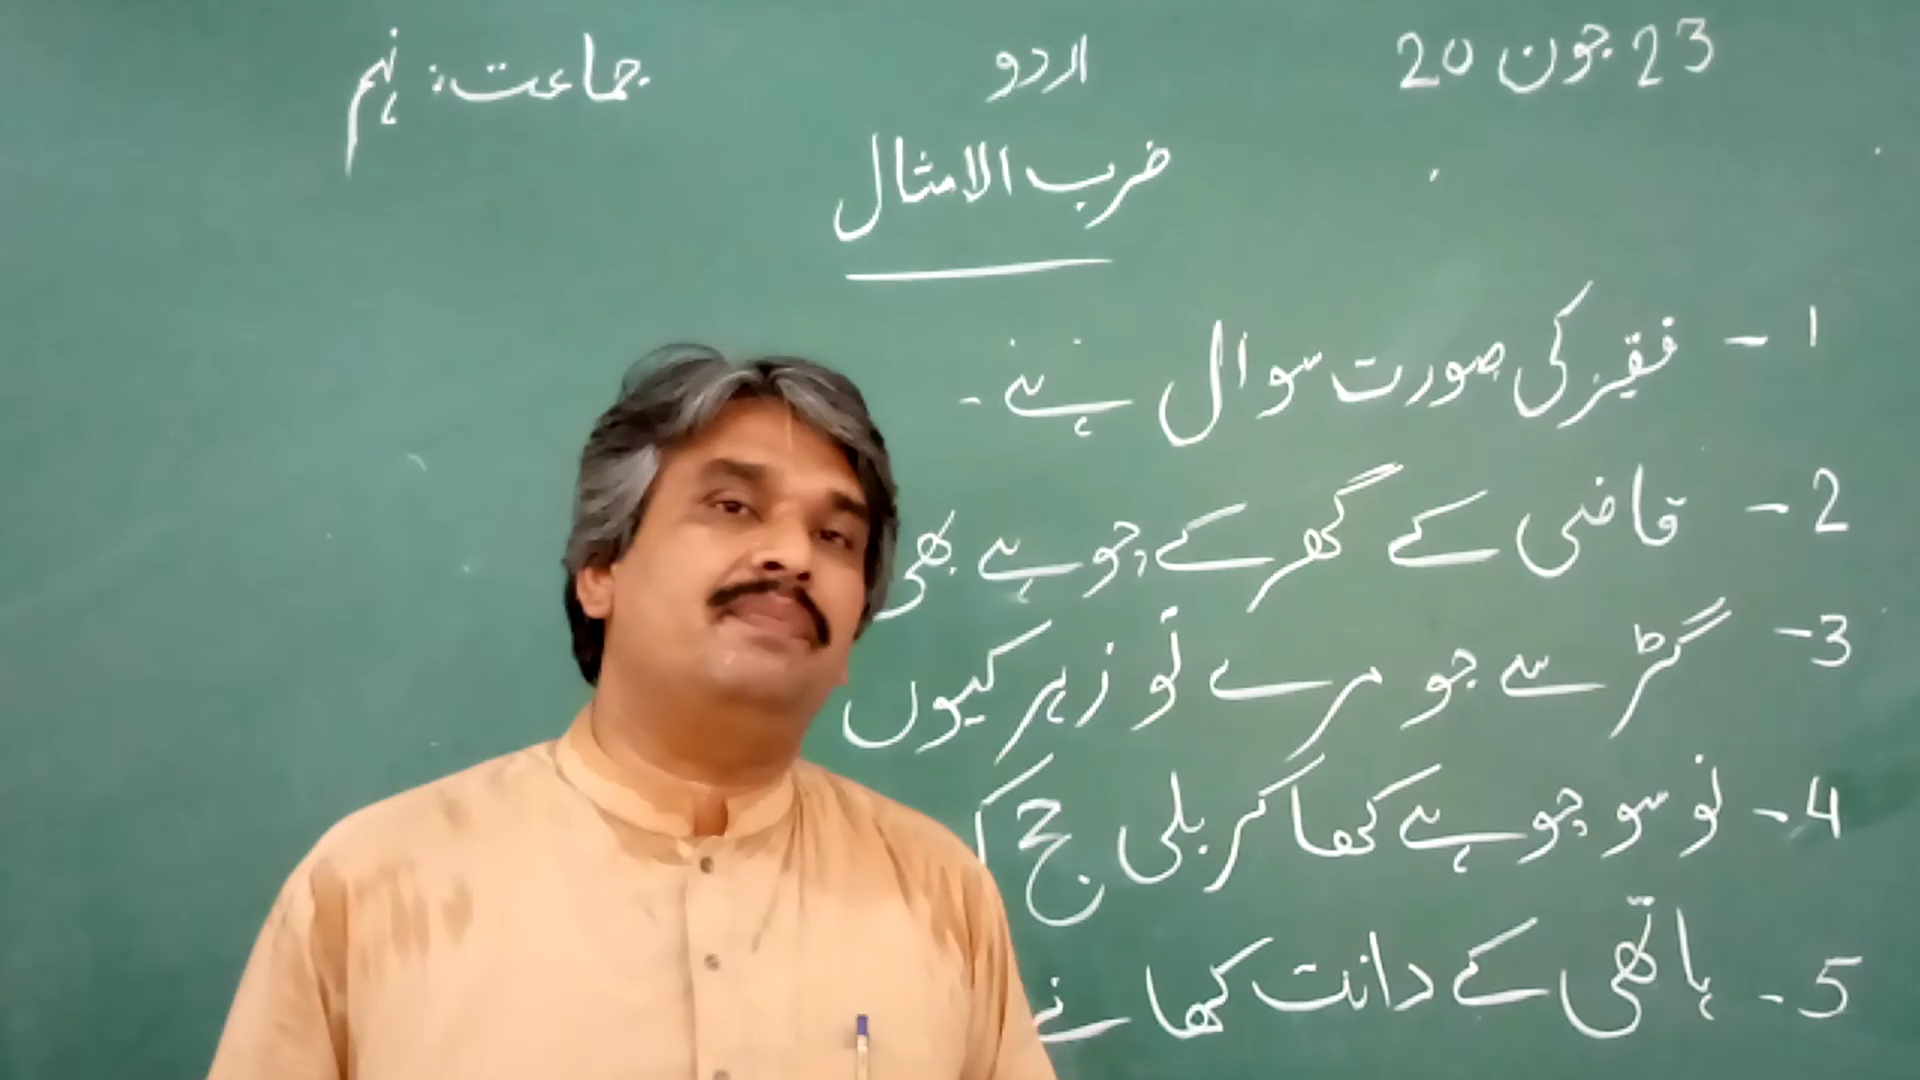 23 جون 20 اردو جماعت: نہم
ضرب الامثال
1 - فقیر کی صورت سوال ہے -
2 - قاضی کے گھر کے چوہے بھی
3 - گڑ سے جو مرے تو زہر کیوں
4 - نو سو چوہے کھا کر بلی حج ک
5 - ہاتھی کے دانت کھانے